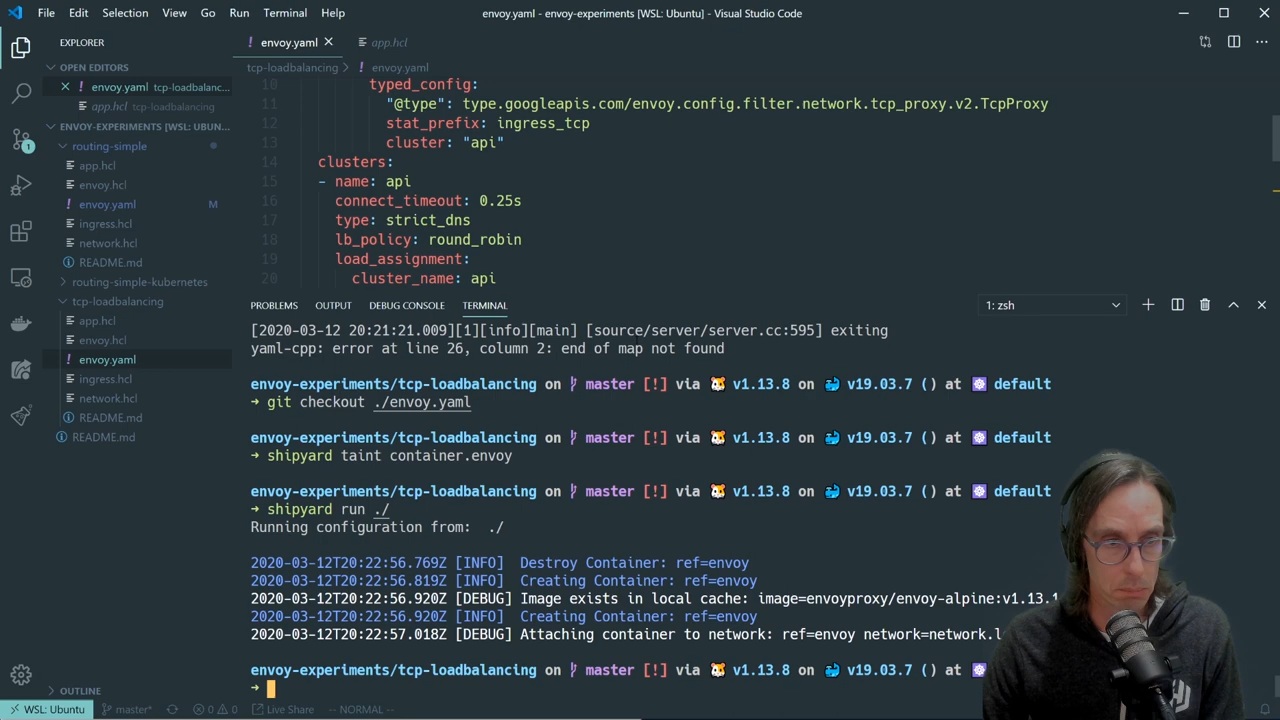 File Edit Selection View Go Run Terminal Help
envoy.yaml - envoy-experiments [WSL: Ubuntu] - Visual Studio Code
EXPLORER
OPEN EDITORS
envoy.yaml tcp-loadbalanc...
app.hcl tcp-loadbalancing
ENVOY-EXPERIMENTS [WSL: UBUN...
routing-simple
app.hcl
envoy.hcl
envoy.yaml M
ingress.hcl
network.hcl
README.md
routing-simple-kubernetes
tcp-loadbalancing
app.hcl
envoy.hcl
envoy.yaml
ingress.hcl
network.hcl
README.md
README.md
OUTLINE
envoy.yaml app.hcl
tcp-loadbalancing > envoy.yaml
10 typed_config:
11 "@type": type.googleapis.com/envoy.config.filter.network.tcp_proxy.v2.TcpProxy
12 stat_prefix: ingress_tcp
13 cluster: "api"
14 clusters:
15 - name: api
16 connect_timeout: 0.25s
17 type: strict_dns
18 lb_policy: round_robin
19 load_assignment:
20 cluster_name: api
PROBLEMS OUTPUT DEBUG CONSOLE TERMINAL 1: zsh
[2020-03-12 20:21:21.009][1][info][main] [source/server/server.cc:595] exiting
yaml-cpp: error at line 26, column 2: end of map not found
envoy-experiments/tcp-loadbalancing on master [!] via 🐹 v1.13.8 on 🐳 v19.03.7 () at ☸ default
➜ git checkout ./envoy.yaml
envoy-experiments/tcp-loadbalancing on master [!] via 🐹 v1.13.8 on 🐳 v19.03.7 () at ☸ default
➜ shipyard taint container.envoy
envoy-experiments/tcp-loadbalancing on master [!] via 🐹 v1.13.8 on 🐳 v19.03.7 () at ☸ default
➜ shipyard run ./
Running configuration from: ./
2020-03-12T20:22:56.769Z [INFO] Destroy Container: ref=envoy
2020-03-12T20:22:56.819Z [INFO] Creating Container: ref=envoy
2020-03-12T20:22:56.920Z [DEBUG] Image exists in local cache: image=envoyproxy/envoy-alpine:v1.13.1
2020-03-12T20:22:56.920Z [INFO] Creating Container: ref=envoy
2020-03-12T20:22:57.018Z [DEBUG] Attaching container to network: ref=envoy network=network.l
envoy-experiments/tcp-loadbalancing on master [!] via 🐹 v1.13.8 on 🐳 v19.03.7 () at ☸
➜
WSL: Ubuntu master* 0 0 Live Share -- NORMAL --